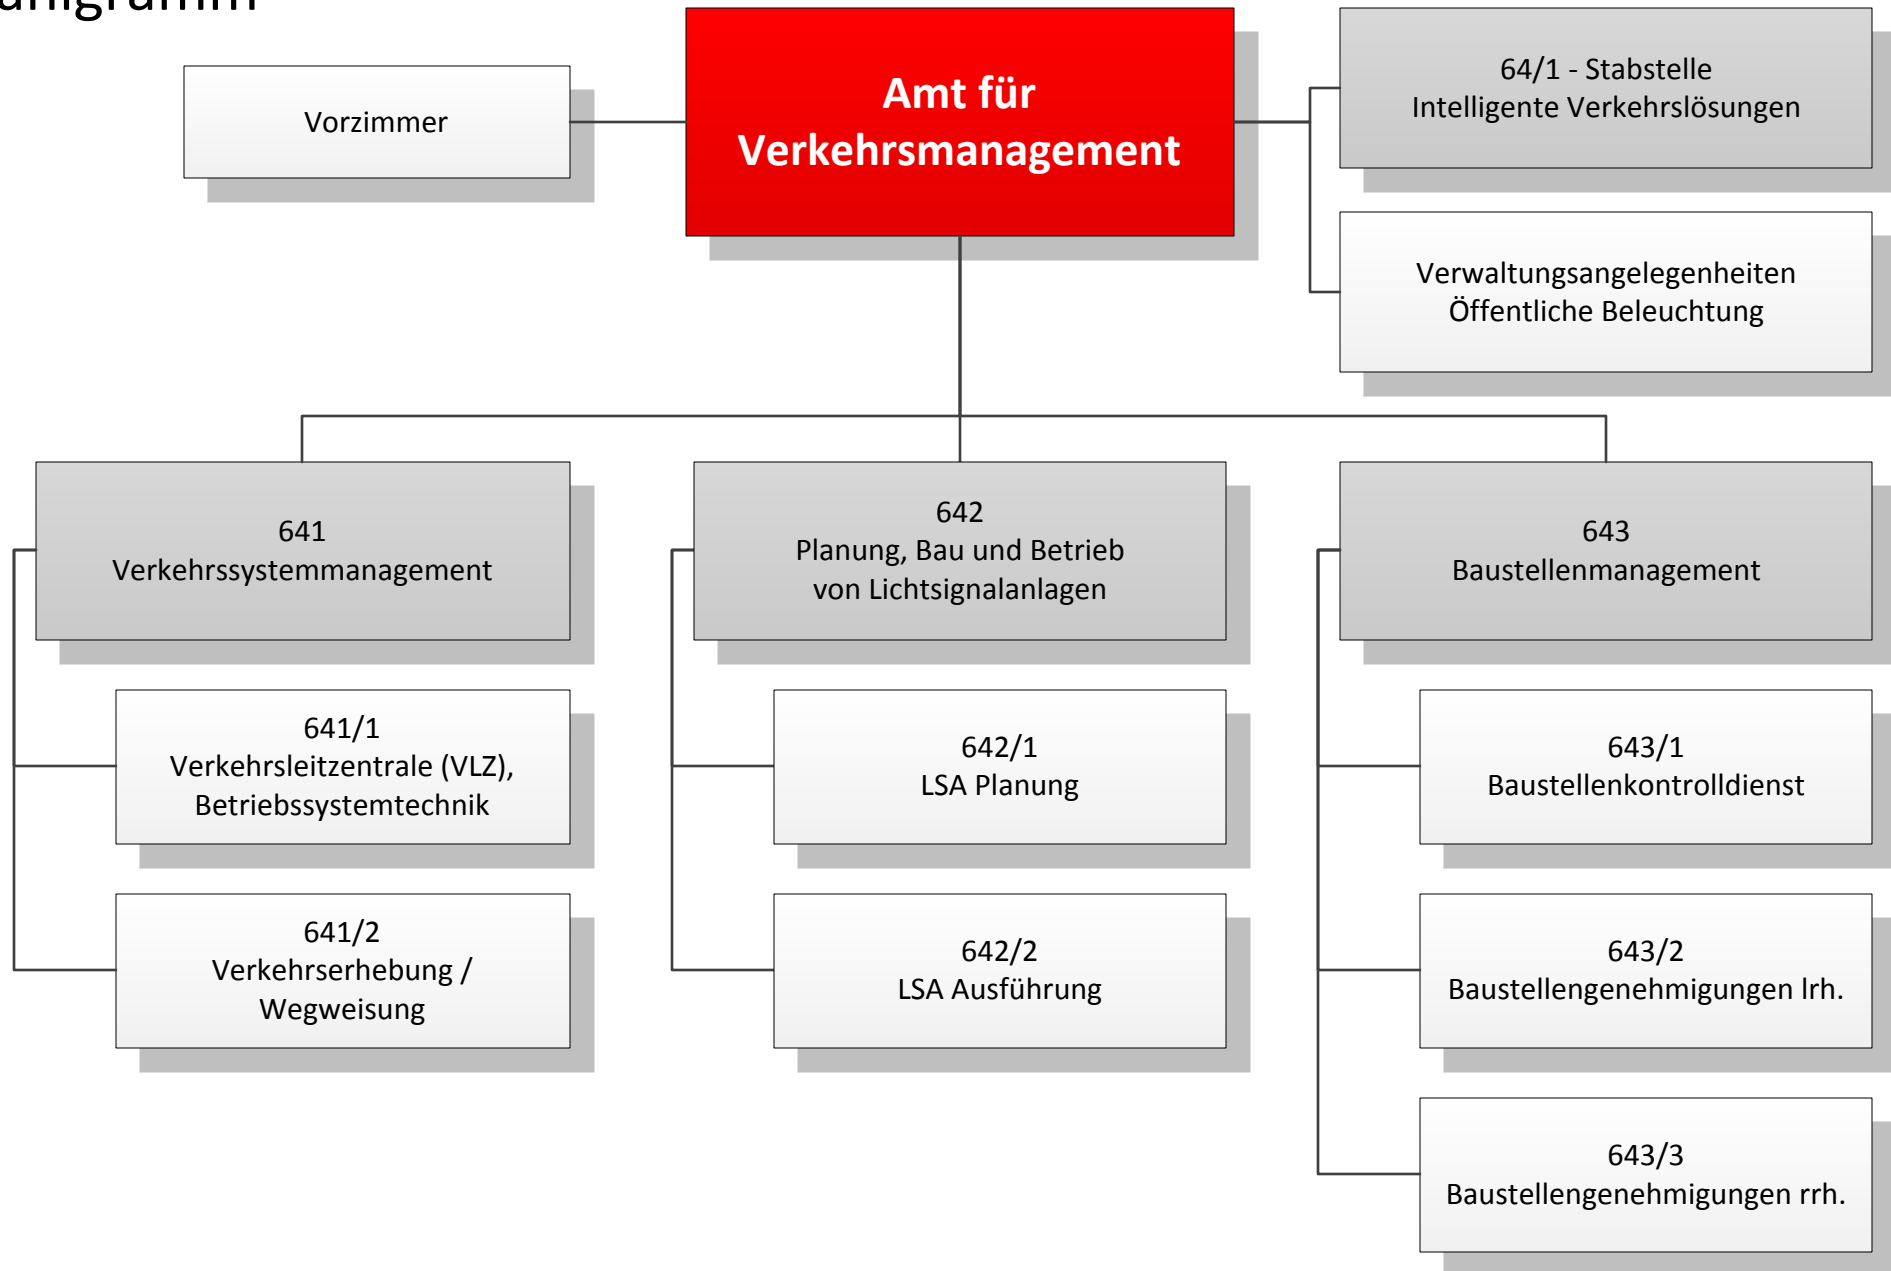 Vorzimmer
Amt für
Verkehrsmanagement
64/1 - Stabstelle
Intelligente Verkehrslösungen
Verwaltungsangelegenheiten
Öffentliche Beleuchtung
641
Verkehrssystemmanagement
642
Planung, Bau und Betrieb
von Lichtsignalanlagen
643
Baustellenmanagement
641/1
Verkehrsleitzentrale (VLZ),
Betriebssystemtechnik
642/1
LSA Planung
643/1
Baustellenkontrolldienst
641/2
Verkehrserhebung /
Wegweisung
642/2
LSA Ausführung
643/2
Baustellengenehmigungen lrh.
643/3
Baustellengenehmigungen rrh.